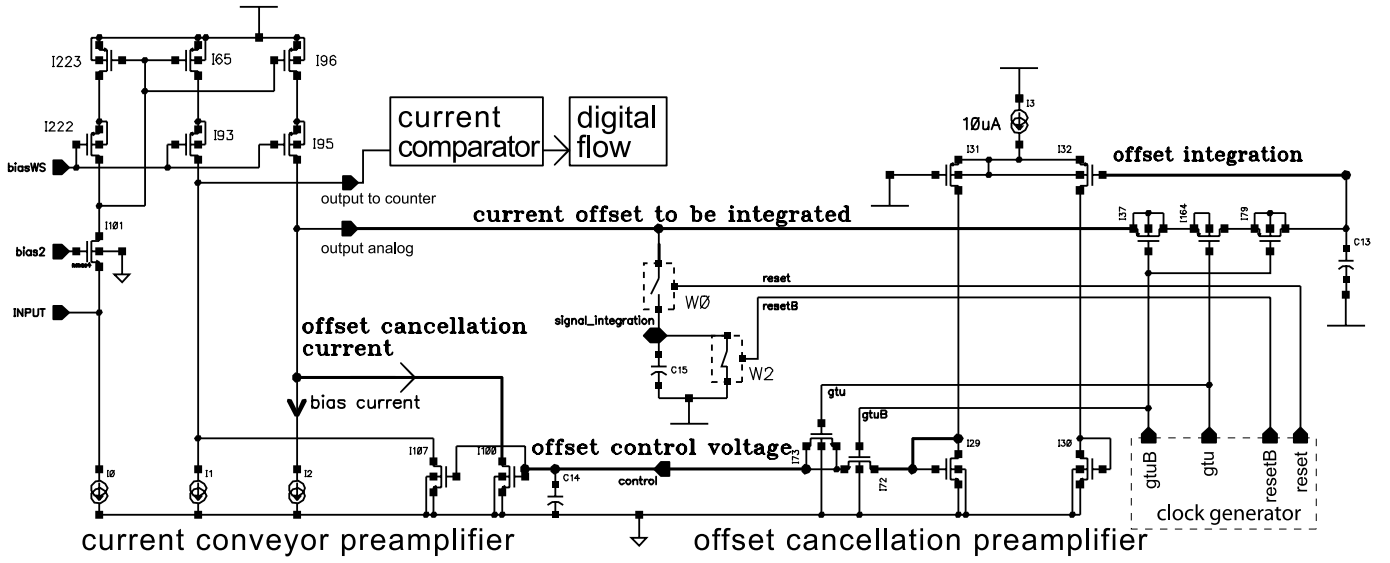 I223
I65
I96
I222
I93
I95
biasWS
current
comparator
digital
flow
I3
10uA
I31
I32
offset integration
output to counter
current offset to be integrated
I37
I164
I79
I101
bias2
output analog
C13
reset
W0
resetB
INPUT
offset cancellation
current
signal_integration
C15
W2
bias current
gtu
gtuB
I107
I100
offset control voltage
I73
I29
I30
I0
I1
I2
C14
control
I72
gtuB
gtu
resetB
reset
clock generator
current conveyor preamplifier
offset cancellation preamplifier